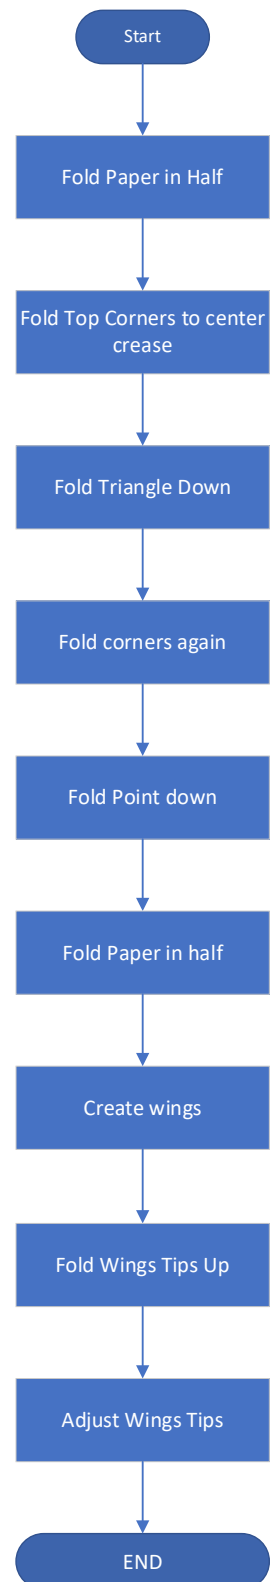 Start
Fold Paper in Half
Fold Top Corners to center
crease
Fold Triangle Down
Fold corners again
Fold Point down
Fold Paper in half
Create wings
Fold Wings Tips Up
Adjust Wings Tips
END